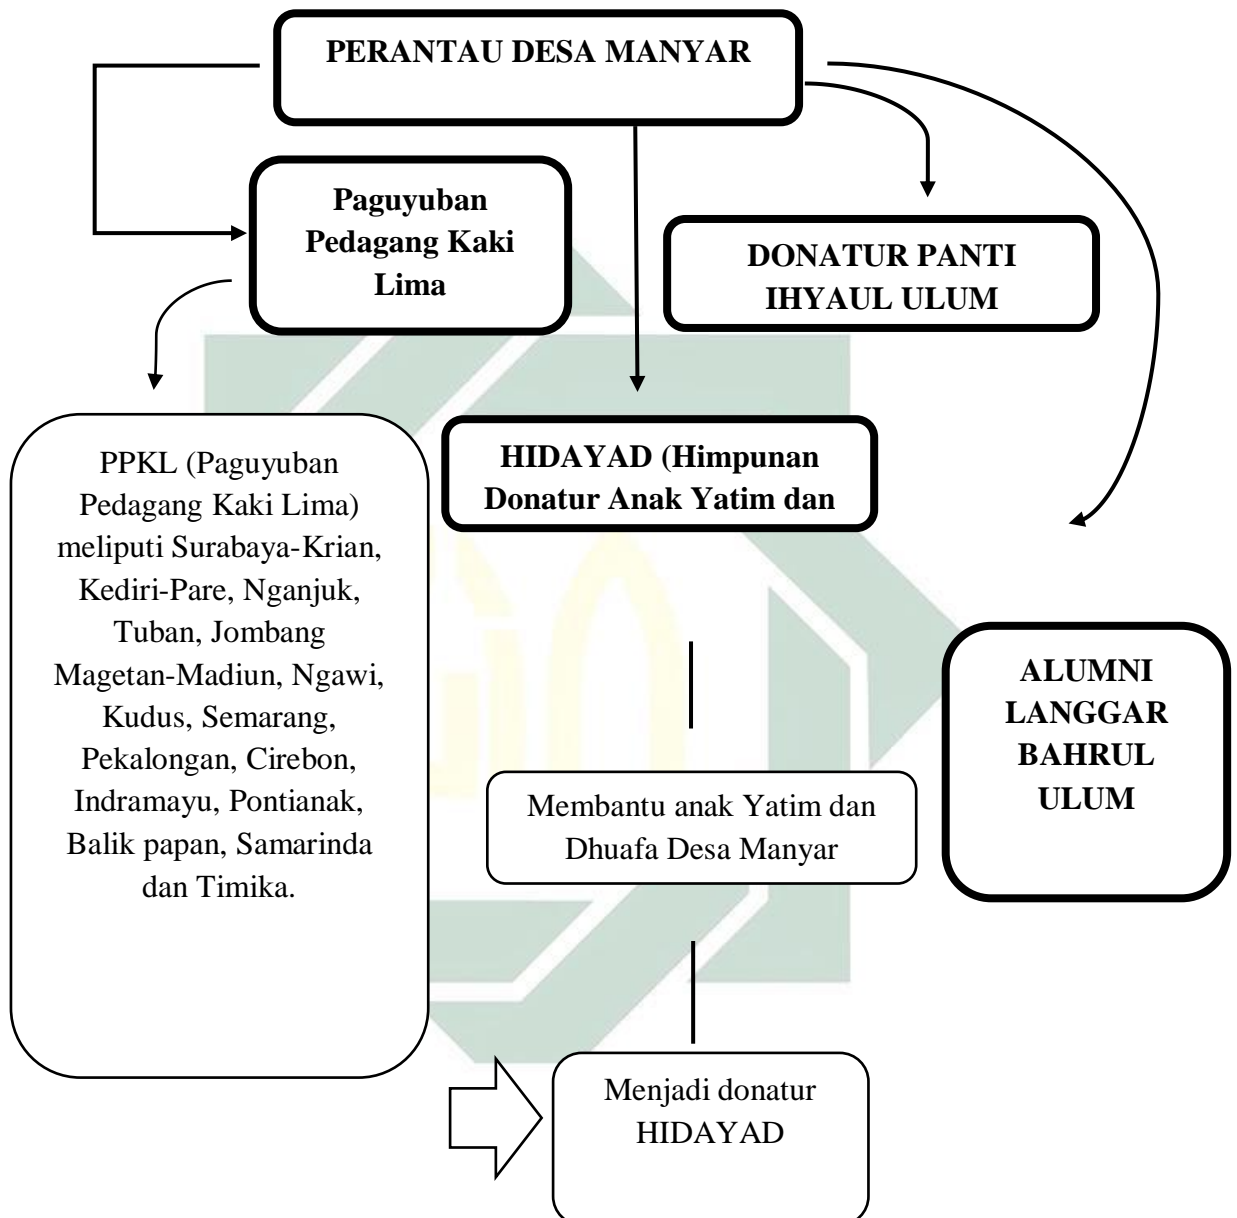 PERANTAU DESA MANYAR
Paguyuban
Pedagang Kaki
Lima
DONATUR PANTI
IHYAUL ULUM
PPKL (Paguyuban
Pedagang Kaki Lima)
meliputi Surabaya-Krian,
Kediri-Pare, Nganjuk,
Tuban, Jombang
Magetan-Madiun, Ngawi,
Kudus, Semarang,
Pekalongan, Cirebon,
Indramayu, Pontianak,
Balik papan, Samarinda
dan Timika.
HIDAYAD (Himpunan
Donatur Anak Yatim dan
ALUMNI
LANGGAR
BAHRUL
ULUM
Membantu anak Yatim dan
Dhuafa Desa Manyar
Menjadi donatur
HIDAYAD